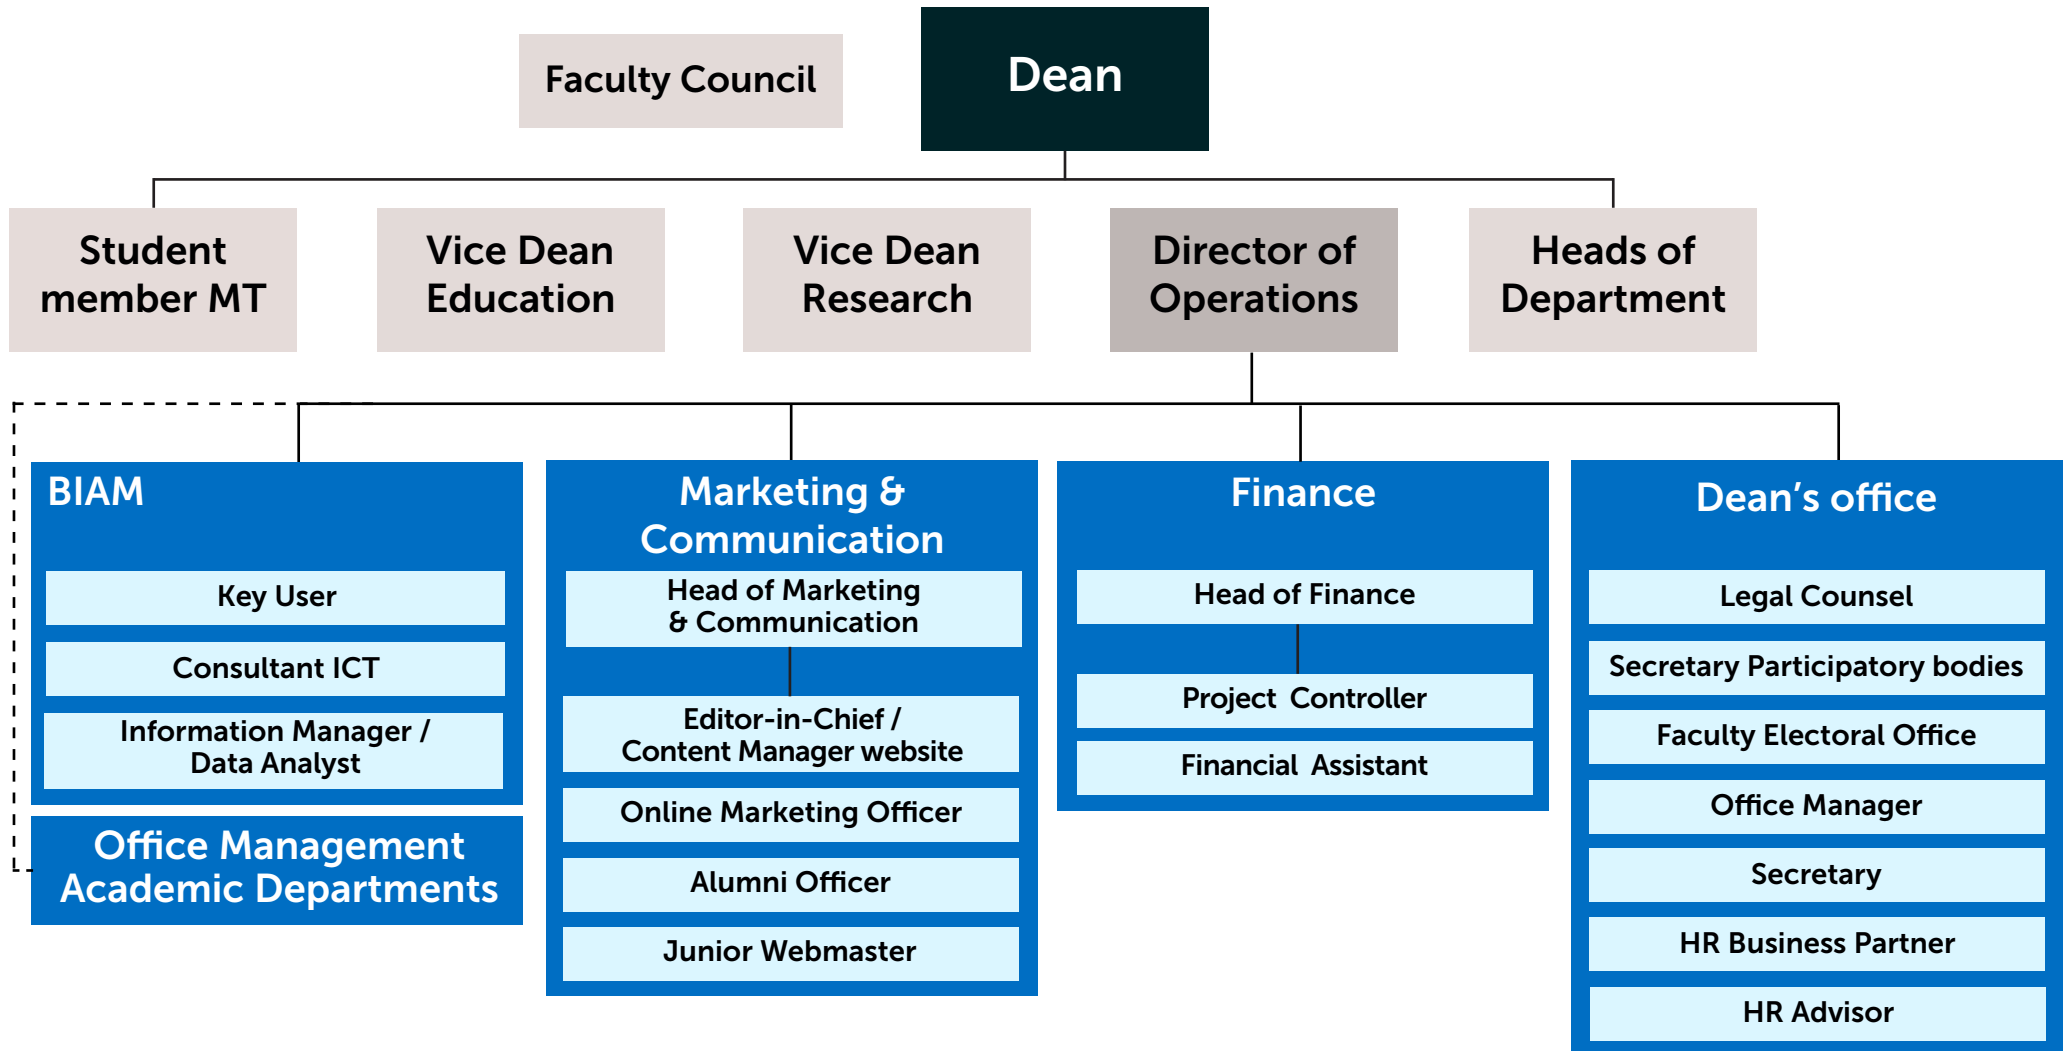 Faculty Council
Dean
Student
member MT
Vice Dean
Education
Vice Dean
Research
Director of
Operations
Heads of
Department
BIAM
Key User
Consultant ICT
Information Manager /
Data Analyst
Office Management
Academic Departments
Marketing &
Communication
Head of Marketing
& Communication
Editor-in-Chief /
Content Manager website
Online Marketing Officer
Alumni Officer
Junior Webmaster
Finance
Head of Finance
Project Controller
Financial Assistant
Dean’s office
Legal Counsel
Secretary Participatory bodies
Faculty Electoral Office
Office Manager
Secretary
HR Business Partner
HR Advisor